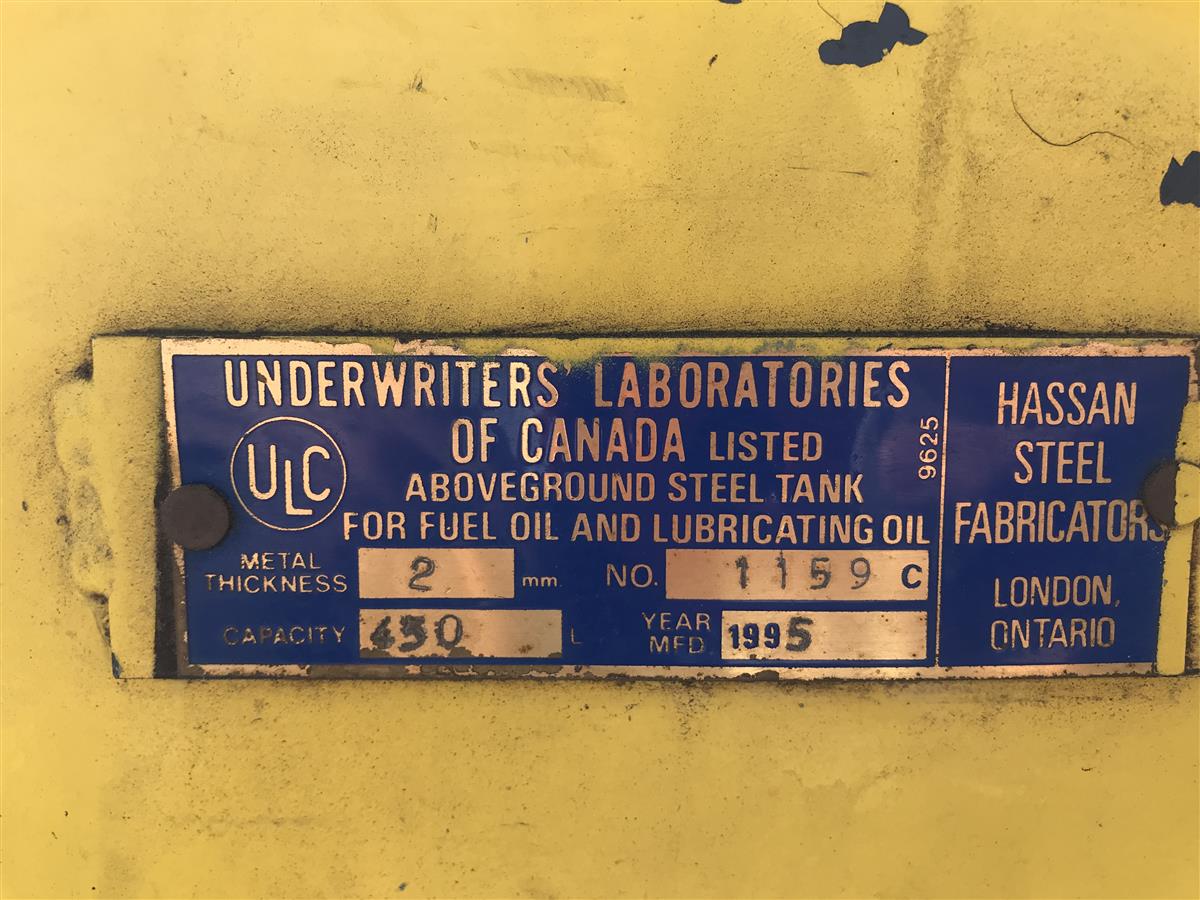 UNDERWRITERS' LABORATORIES
OF CANADA LISTED
ULC
ABOVEGROUND STEEL TANK
FOR FUEL OIL AND LUBRICATING OIL
9625
METAL THICKNESS 2 mm. NO. 1159 C
CAPACITY 450 L YEAR MFD. 1995
HASSAN
STEEL
FABRICATORS
LONDON,
ONTARIO